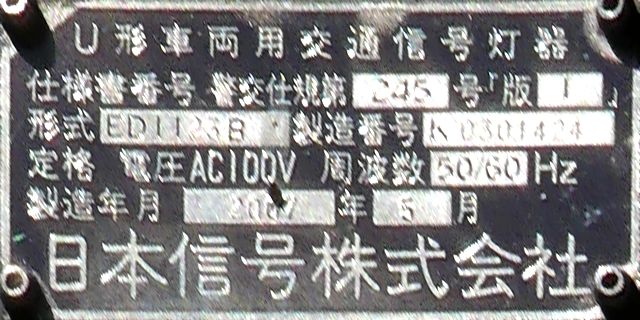 U形車両用交通信号灯器
仕様書番号 警交仕規第 245 号「版 1 」
形式 ED1123B 製造番号 K0301424
定格 電圧AC100V 周波数 50/60 Hz
製造年月 2007 年 5 月
日本信号株式会社